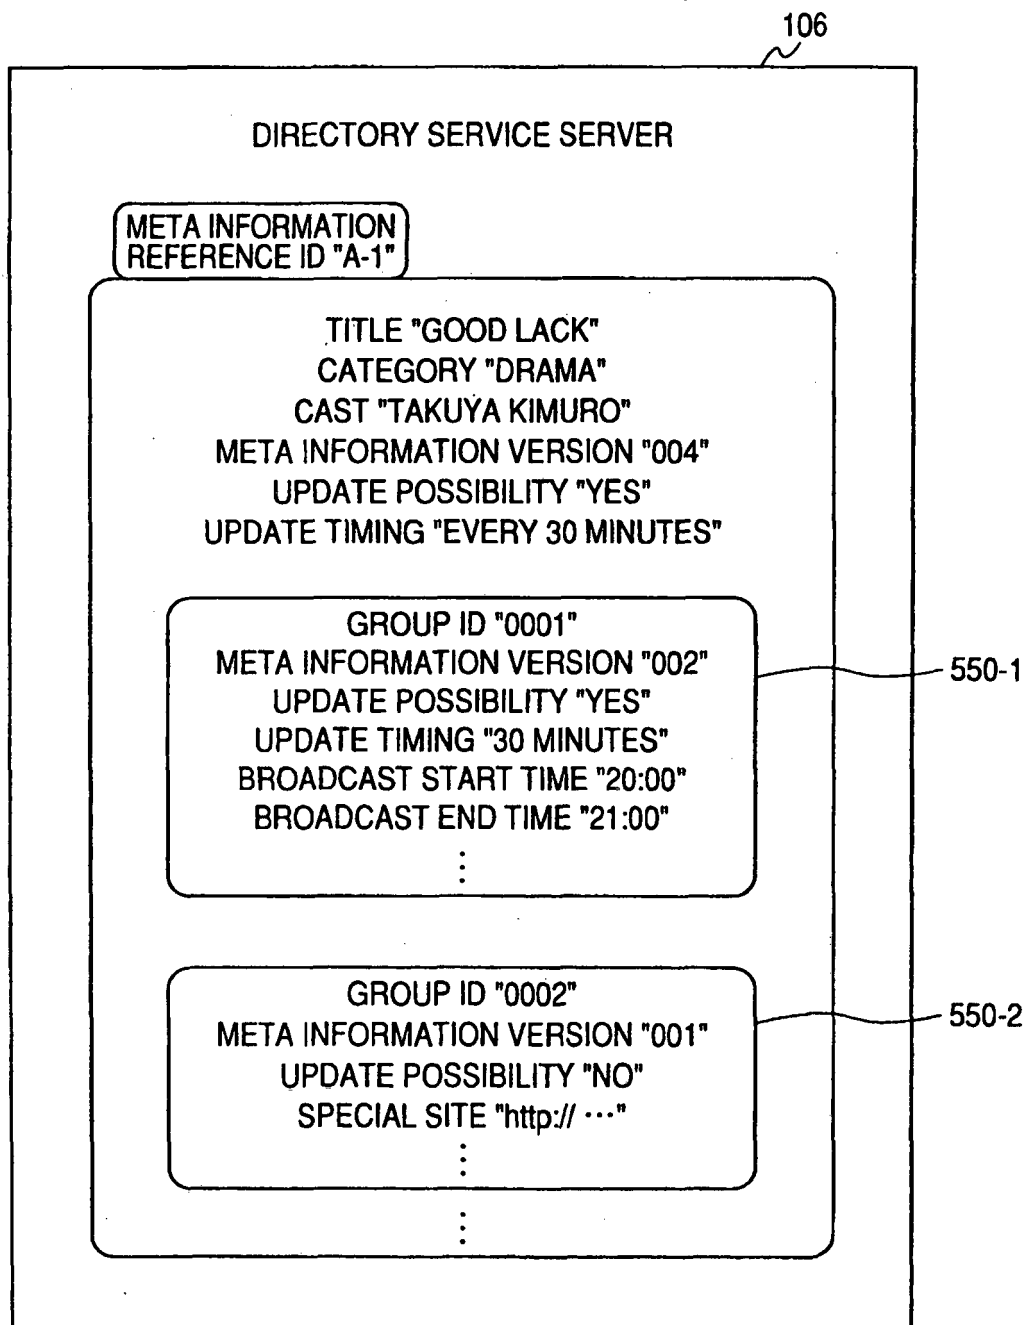 106
DIRECTORY SERVICE SERVER
META INFORMATION
REFERENCE ID "A-1"
TITLE "GOOD LACK"
CATEGORY "DRAMA"
CAST "TAKUYA KIMURO"
META INFORMATION VERSION "004"
UPDATE POSSIBILITY "YES"
UPDATE TIMING "EVERY 30 MINUTES"
GROUP ID "0001"
META INFORMATION VERSION "002"
UPDATE POSSIBILITY "YES"
UPDATE TIMING "30 MINUTES"
BROADCAST START TIME "20:00"
BROADCAST END TIME "21:00"
⋮
550-1
GROUP ID "0002"
META INFORMATION VERSION "001"
UPDATE POSSIBILITY "NO"
SPECIAL SITE "http:// ⋯"
⋮
550-2
⋮